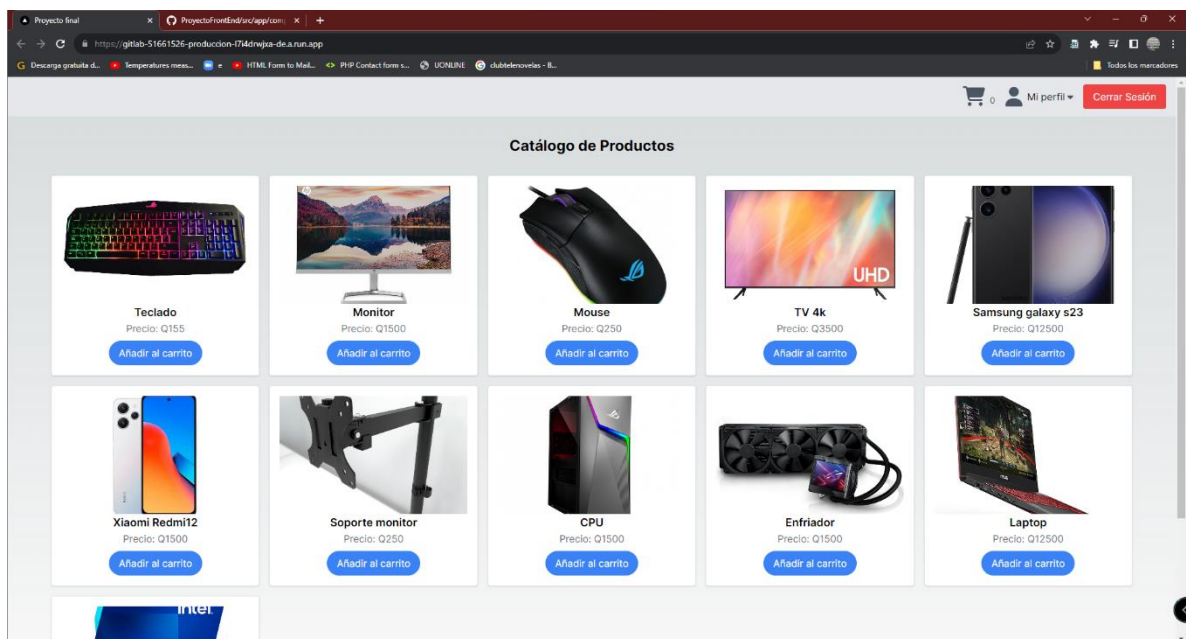 Proyecto final
ProyectoFrontEnd/src/app/com
https://gitlab-51661526-produccion-l7i4drwjxa-de.a.run.app
Descarga gratuita d... Temperatures meas... e HTML Form to Mail... PHP Contact form s... UONLINE clubtelenovelas - B... Todos los marcadores
0 Mi perfil Cerrar Sesión
Catálogo de Productos
UHD
Teclado Monitor Mouse TV 4k Samsung galaxy s23
Precio: Q155 Precio: Q1500 Precio: Q250 Precio: Q3500 Precio: Q12500
Añadir al carrito Añadir al carrito Añadir al carrito Añadir al carrito Añadir al carrito
Xiaomi Redmi12 Soporte monitor CPU Enfriador Laptop
Precio: Q1500 Precio: Q250 Precio: Q1500 Precio: Q1500 Precio: Q12500
Añadir al carrito Añadir al carrito Añadir al carrito Añadir al carrito Añadir al carrito
intel